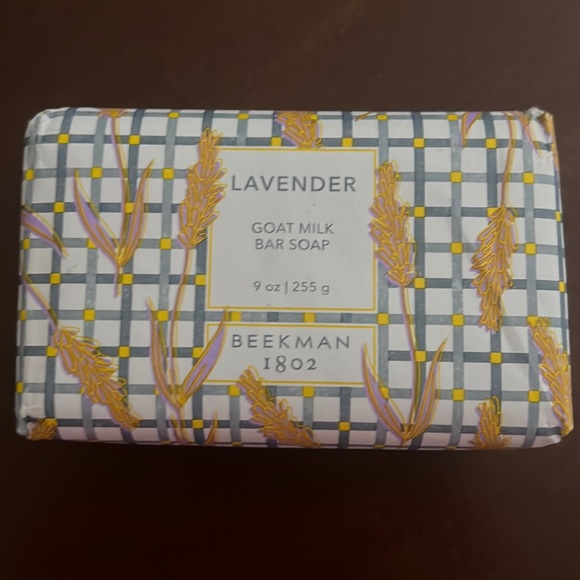 LAVENDER
GOAT MILK
BAR SOAP
9 oz | 255 g
BEEKMAN
1802